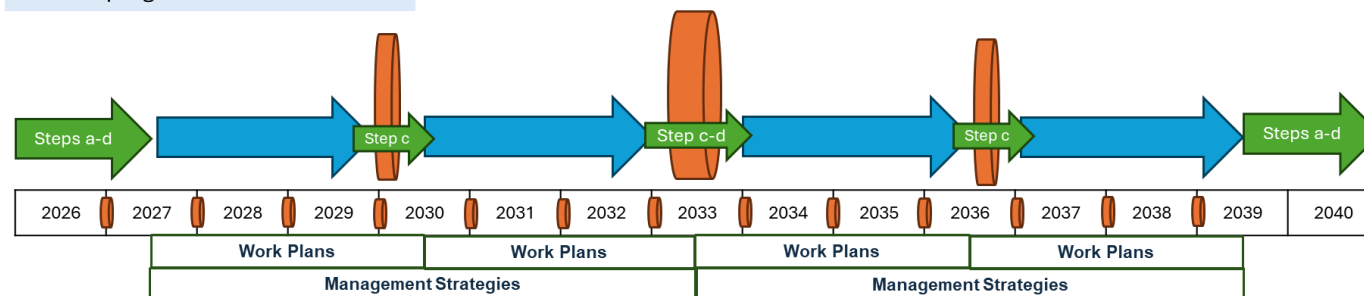 Steps a-d
Step c
Step c-d
Step c
Steps a-d
2026 2027 2028 2029 2030 2031 2032 2033 2034 2035 2036 2037 2038 2039 2040
Work Plans Work Plans Work Plans Work Plans
Management Strategies Management Strategies